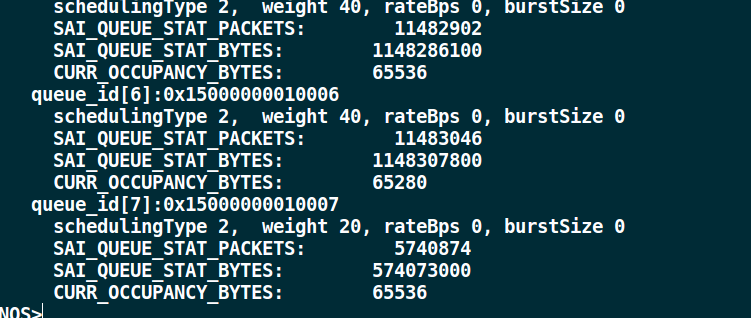 schedulingType 2,  weight 40, rateBps 0, burstSize 0
SAI_QUEUE_STAT_PACKETS:        11482902
SAI_QUEUE_STAT_BYTES:        1148286100
CURR_OCCUPANCY_BYTES:        65536
queue_id[6]:0x15000000010006
schedulingType 2,  weight 40, rateBps 0, burstSize 0
SAI_QUEUE_STAT_PACKETS:        11483046
SAI_QUEUE_STAT_BYTES:        1148307800
CURR_OCCUPANCY_BYTES:        65280
queue_id[7]:0x15000000010007
schedulingType 2,  weight 20, rateBps 0, burstSize 0
SAI_QUEUE_STAT_PACKETS:        5740874
SAI_QUEUE_STAT_BYTES:        574073000
CURR_OCCUPANCY_BYTES:        65536
NOS>